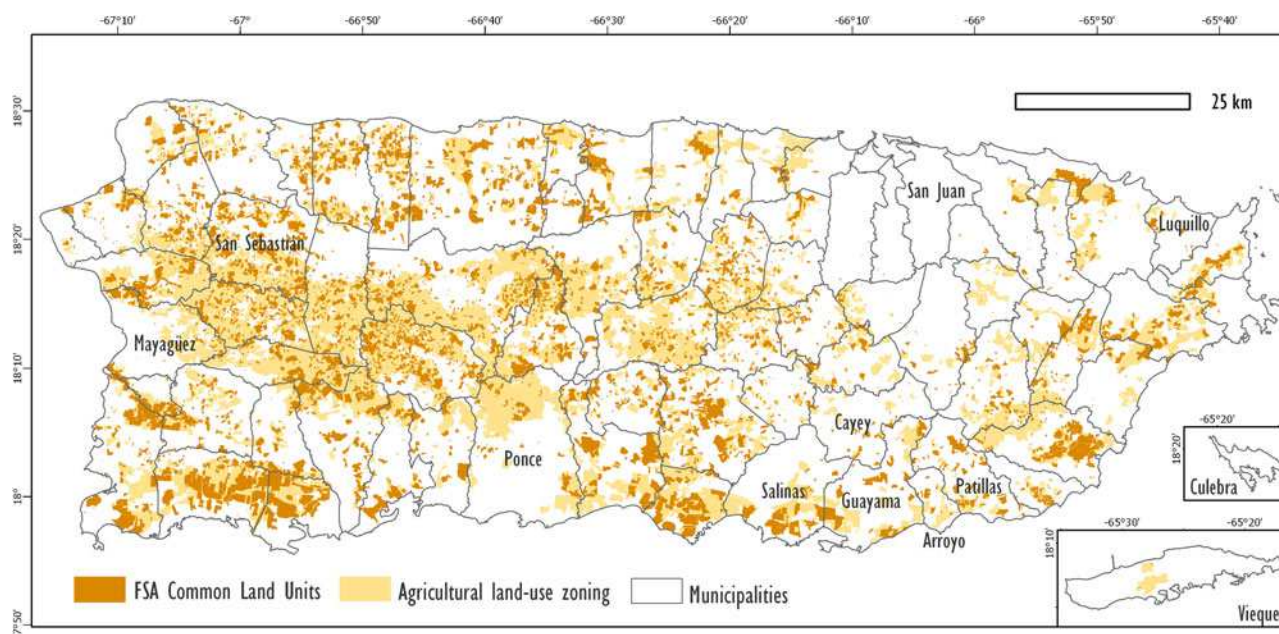 -67°10' -67° -66°50' -66°40' -66°30' -66°20' -66°10' -66° -65°50' -65°40'
18°30'
25 km
San Juan
18°20'
San Sebastián
Luquillo
Mayagüez
18°10'
Cayey
-65°20'
18°20'
Ponce
Culebra
18°
Salinas
Guayama
Patillas
Arroyo
-65°30' -65°20'
18°10'
FSA Common Land Units
Agricultural land-use zoning
Municipalities
Vieque
7°50'